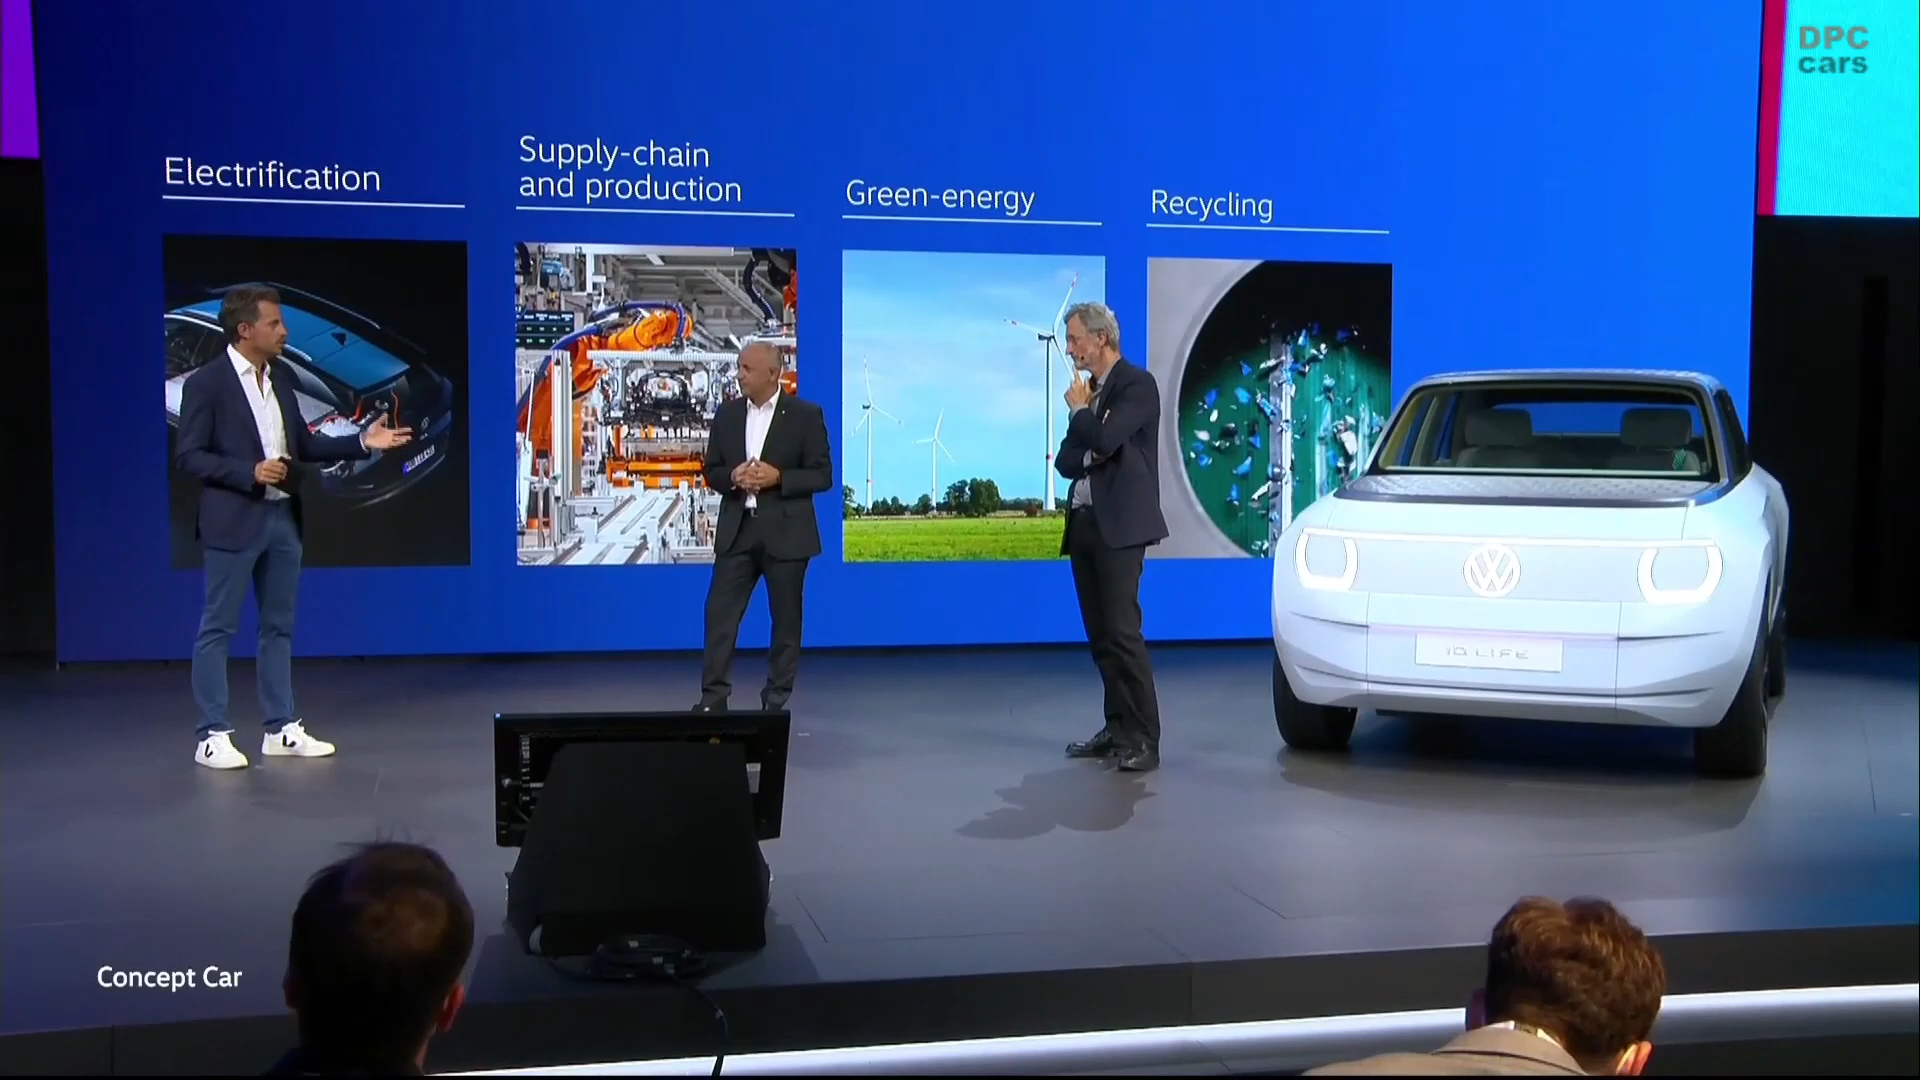 DPC
cars
Electrification
Supply-chain
and production
Green-energy
Recycling
ID. LIFE
Concept Car